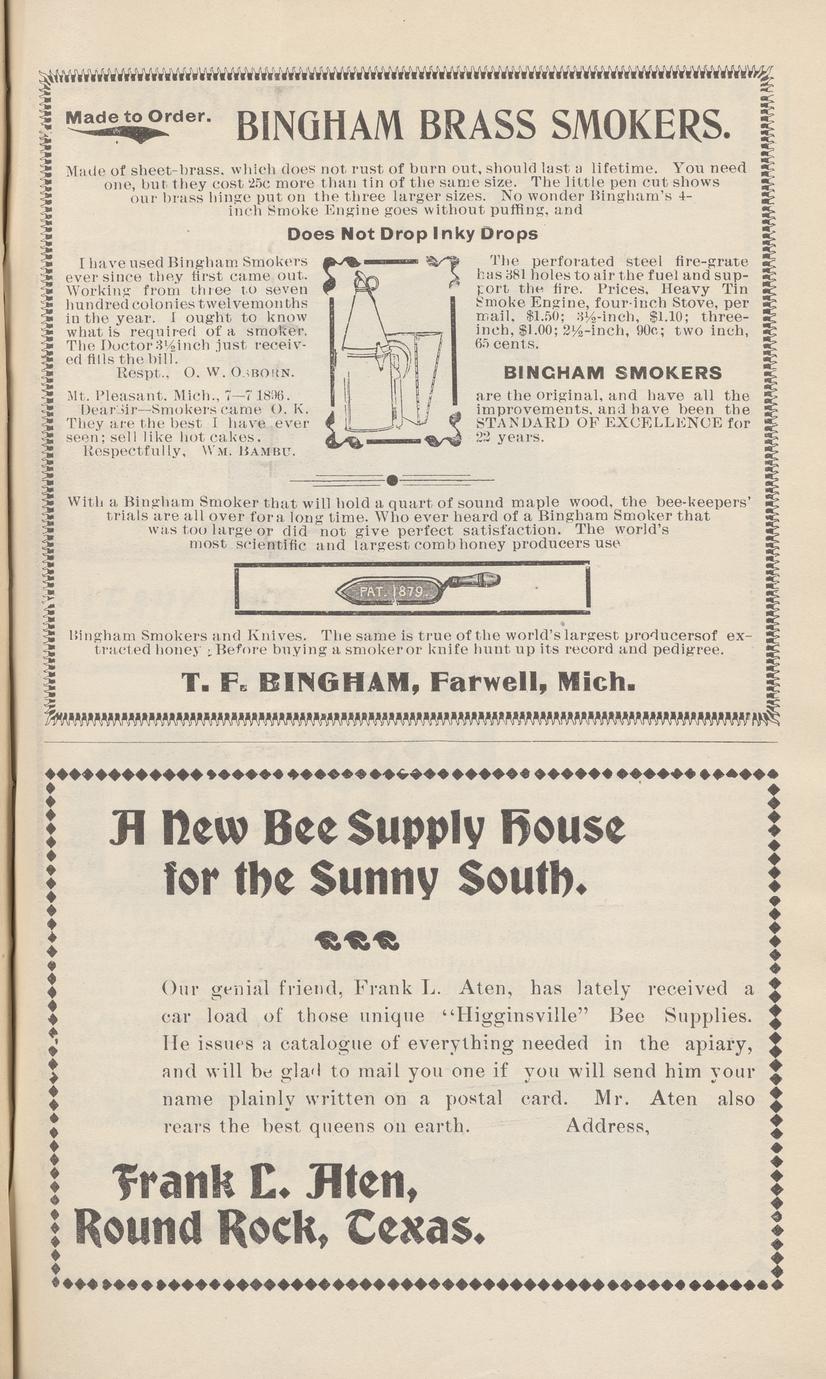 Made to Order.
BINGHAM BRASS SMOKERS.
Made of sheet-brass. which does not rust of burn out, should last a lifetime. You need
one, but they cost 25c more than tin of the same size. The little pen cut shows
our brass hinge put on the three larger sizes. No wonder Bingham's 4-
inch Smoke Engine goes without puffing, and
Does Not Drop Inky Drops
I have used Bingham Smokers
ever since they first came out.
Working from three to seven
hundred colonies twelve months
in the year. I ought to know
what is required of a smoker.
The Doctor 3½ inch just receiv-
ed fills the bill.
Respt., O. W. OSBORN.
Mt. Pleasant. Mich., 7—7 1896.
Dear Sir—Smokers came O. K.
They are the best I have ever
seen; sell like hot cakes.
Respectfully, WM. BAMBU.
The perforated steel fire-grate
has 381 holes to air the fuel and sup-
port the fire. Prices, Heavy Tin
Smoke Engine, four-inch Stove, per
mail, $1.50; 3½-inch, $1.10; three-
inch, $1.00; 2½-inch, 90c; two inch,
65 cents.
BINGHAM SMOKERS
are the original, and have all the
improvements, and have been the
STANDARD OF EXCELLENCE for
22 years.
With a Bingham Smoker that will hold a quart of sound maple wood, the bee-keepers'
trials are all over for a long time. Who ever heard of a Bingham Smoker that
was too large or did not give perfect satisfaction. The world's
most scientific and largest comb honey producers use
PAT. 1879.
Bingham Smokers and Knives. The same is true of the world's largest producersof ex-
tracted honey ; Before buying a smoker or knife hunt up its record and pedigree.
T. F. BINGHAM, Farwell, Mich.
A New Bee Supply House
for the Sunny South.
Our genial friend, Frank L. Aten, has lately received a
car load of those unique "Higginsville" Bee Supplies.
He issues a catalogue of everything needed in the apiary,
and will be glad to mail you one if you will send him your
name plainly written on a postal card. Mr. Aten also
rears the best queens on earth. Address,
Frank L. Aten,
Round Rock, Texas.